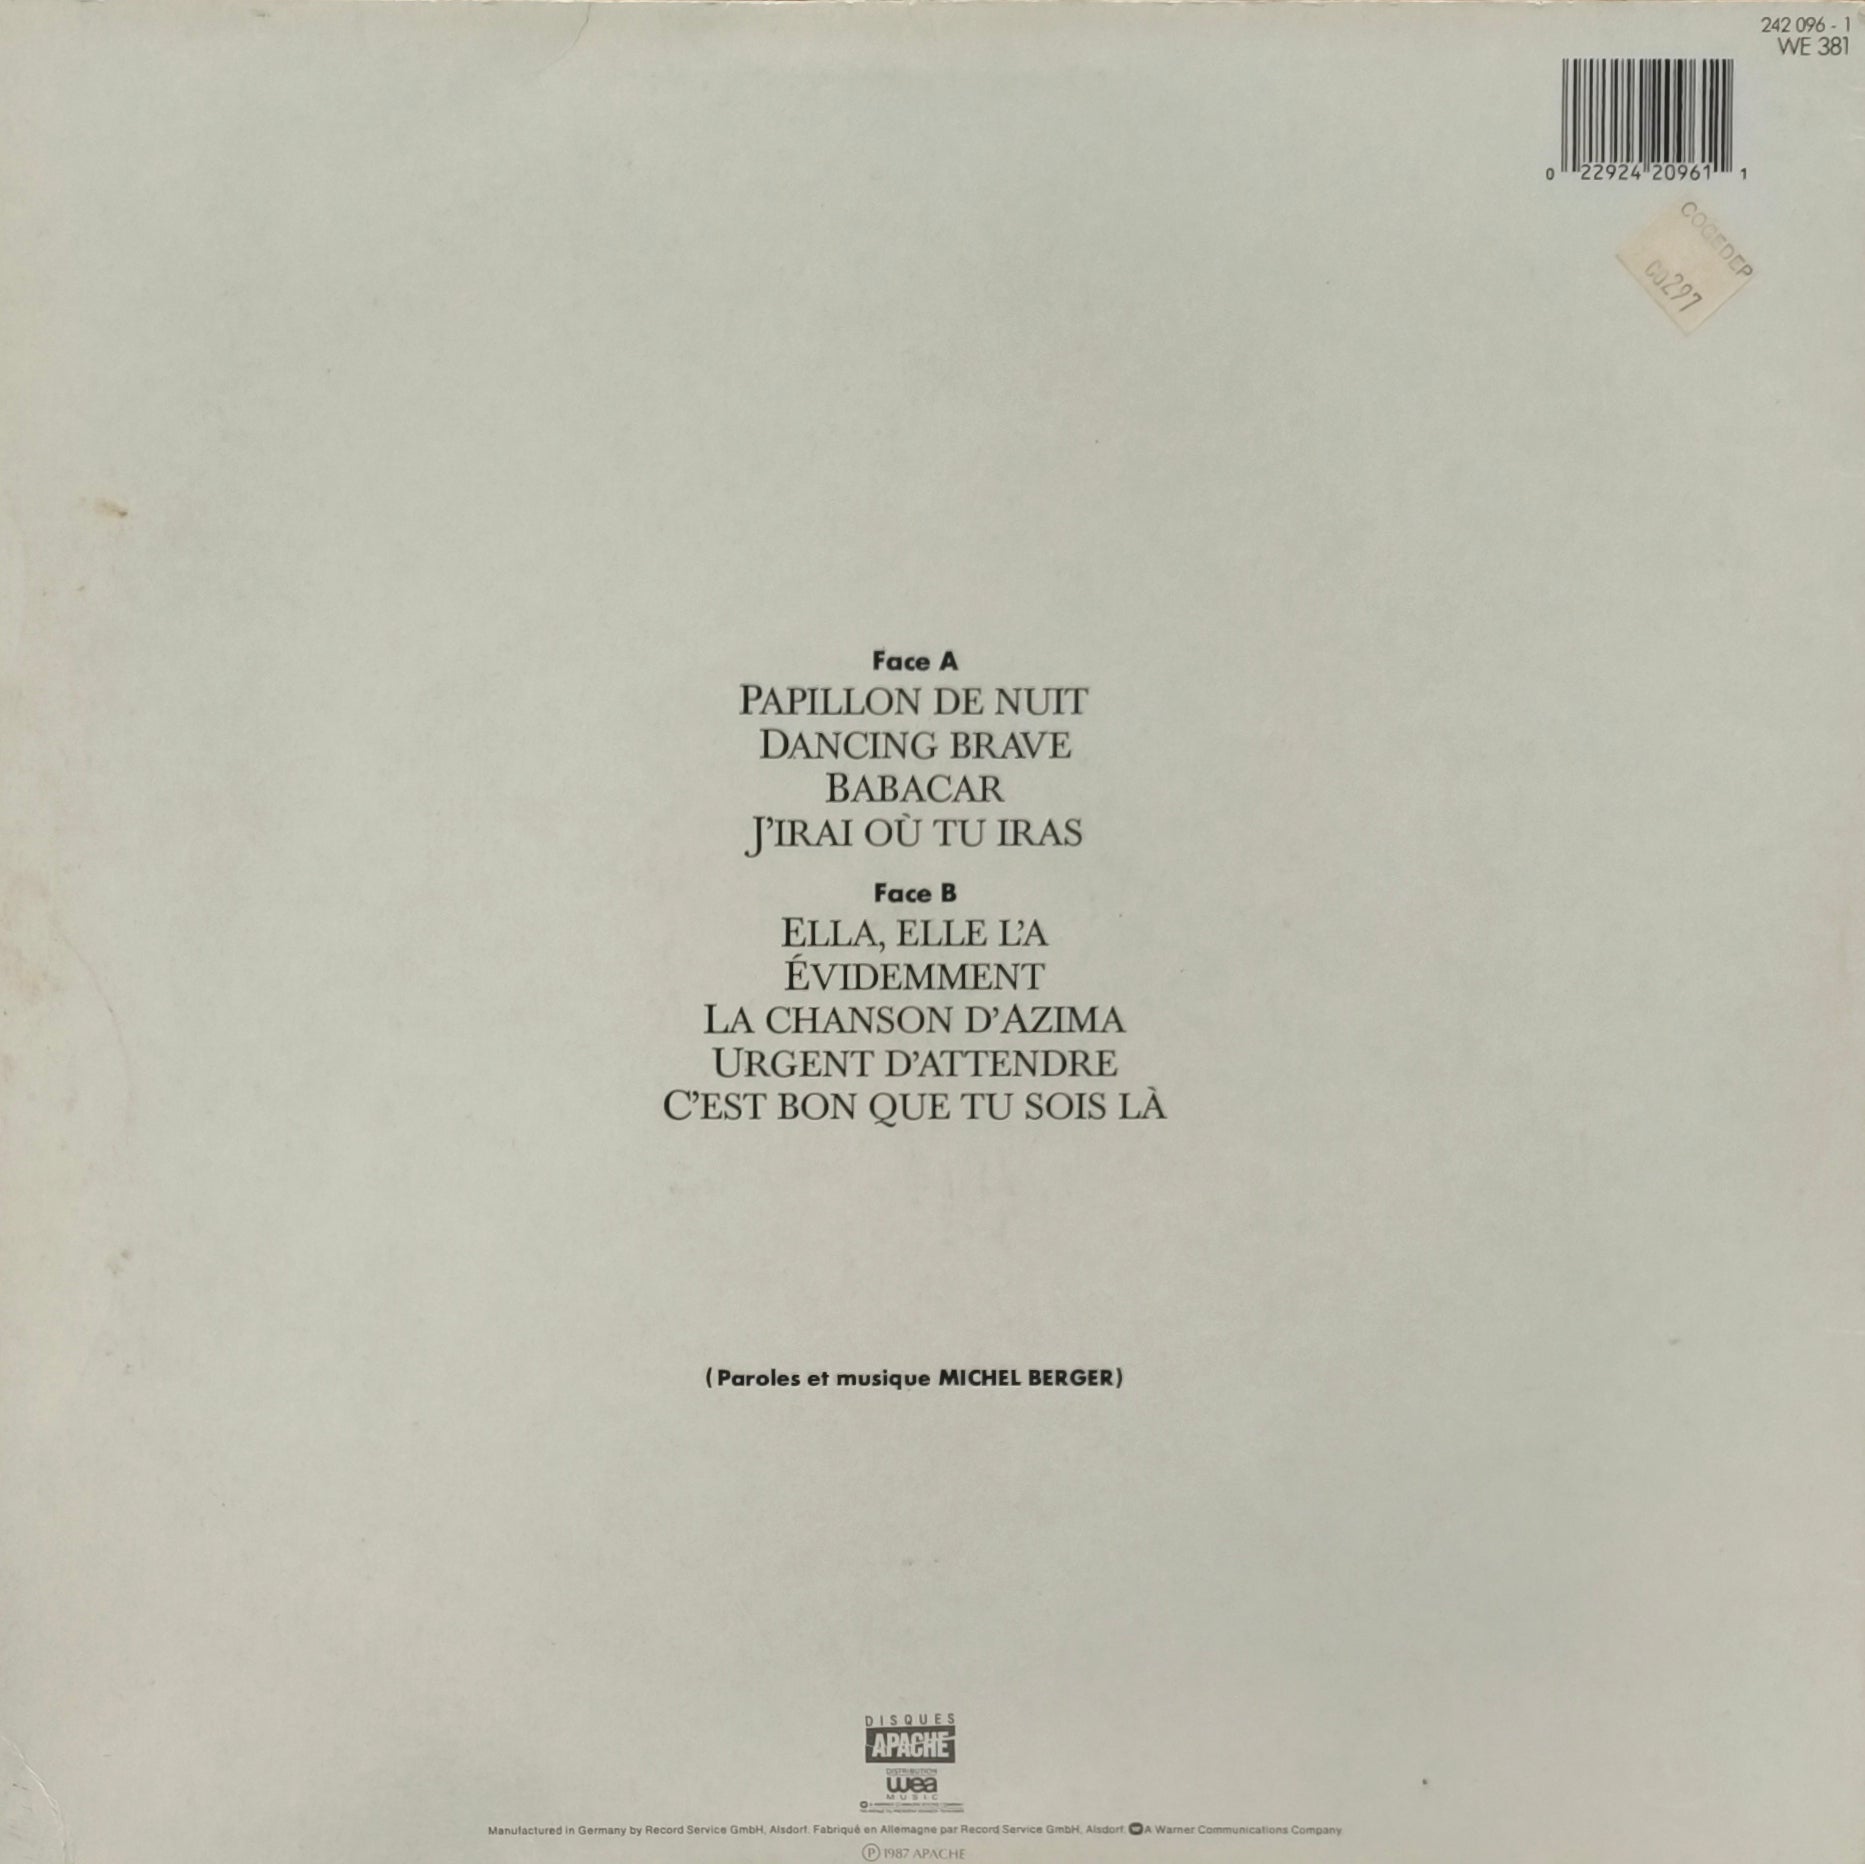 242 096 - 1
WE 381
0 22924 20961 1
COGEDEP
00297
Face A
PAPILLON DE NUIT
DANCING BRAVE
BABACAR
J'IRAI OÙ TU IRAS
Face B
ELLA, ELLE L'A
ÉVIDEMMENT
LA CHANSON D'AZIMA
URGENT D'ATTENDRE
C'EST BON QUE TU SOIS LÀ
(Paroles et musique MICHEL BERGER)
DISQUES
APACHE
DISTRIBUTION
wea
MUSIC
Manufactured in Germany by Record Service GmbH, Alsdorf. Fabriqué en Allemagne par Record Service GmbH, Alsdorf. A Warner Communications Company
Ⓟ 1987 APACHE